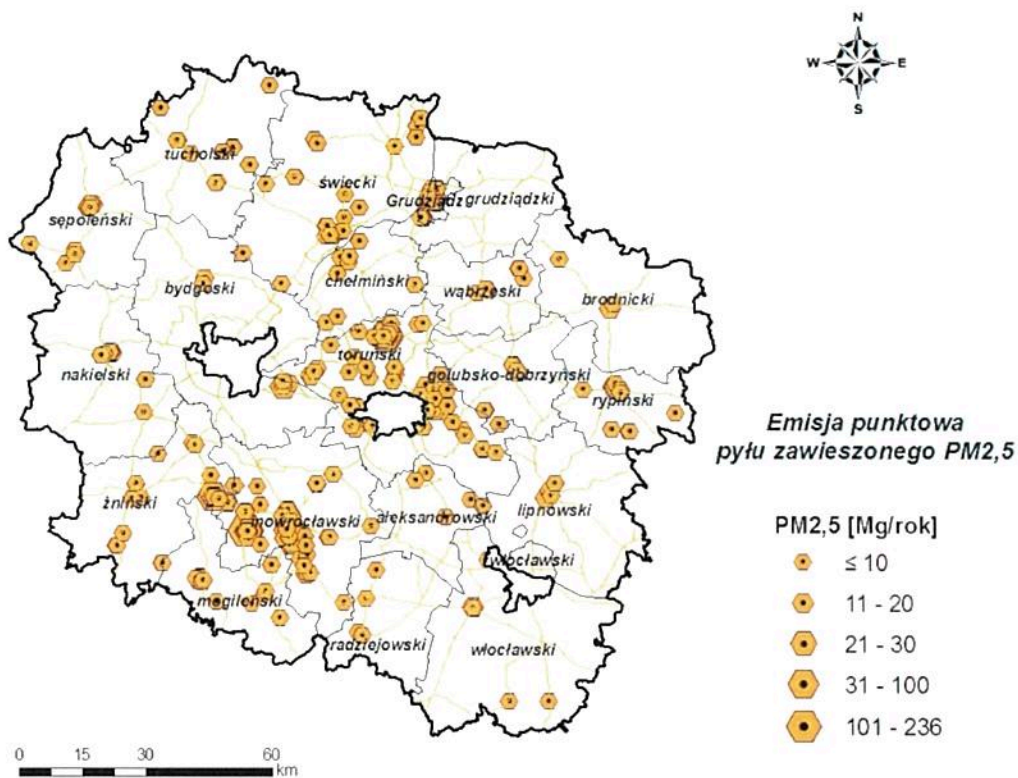 N
W E
S
tucholski
świecki
Grudziądz grudziądzki
sępoleński
bydgoski
chełmiński
wąbrzeski
brodnicki
toruński
nakielski
golubsko-dobrzyński
rypiński
Emisja punktowa
pyłu zawieszonego PM2,5
żniński
inowrocławski
aleksandrowski
lipnowski
PM2,5 [Mg/rok]
≤ 10
włocławski
11 - 20
mogileński
21 - 30
radziejowski
włocławski
31 - 100
101 - 236
0 15 30 60
km